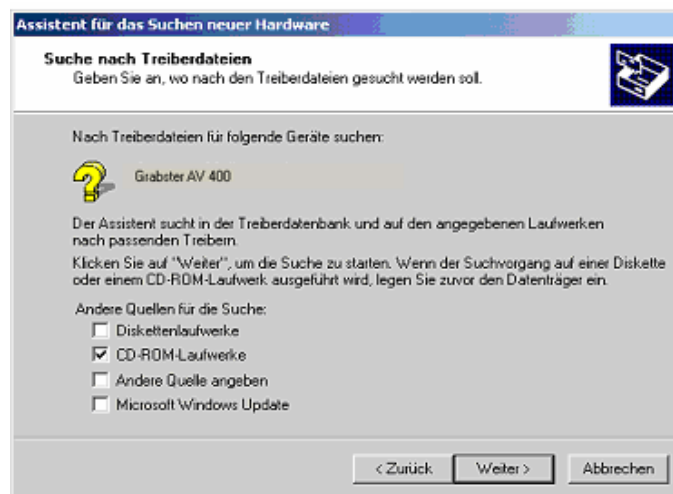 Assistent für das Suchen neuer Hardware
Suche nach Treiberdateien
Geben Sie an, wo nach den Treiberdateien gesucht werden soll.
Nach Treiberdateien für folgende Geräte suchen:
Grabster AV 400
Der Assistent sucht in der Treiberdatenbank und auf den angegebenen Laufwerken
nach passenden Treibern.
Klicken Sie auf "Weiter", um die Suche zu starten. Wenn der Suchvorgang auf einer Diskette
oder einem CD-ROM-Laufwerk ausgeführt wird, legen Sie zuvor den Datenträger ein.
Andere Quellen für die Suche:
Diskettenlaufwerke
CD-ROM-Laufwerke
Andere Quelle angeben
Microsoft Windows Update
< Zurück Weiter > Abbrechen